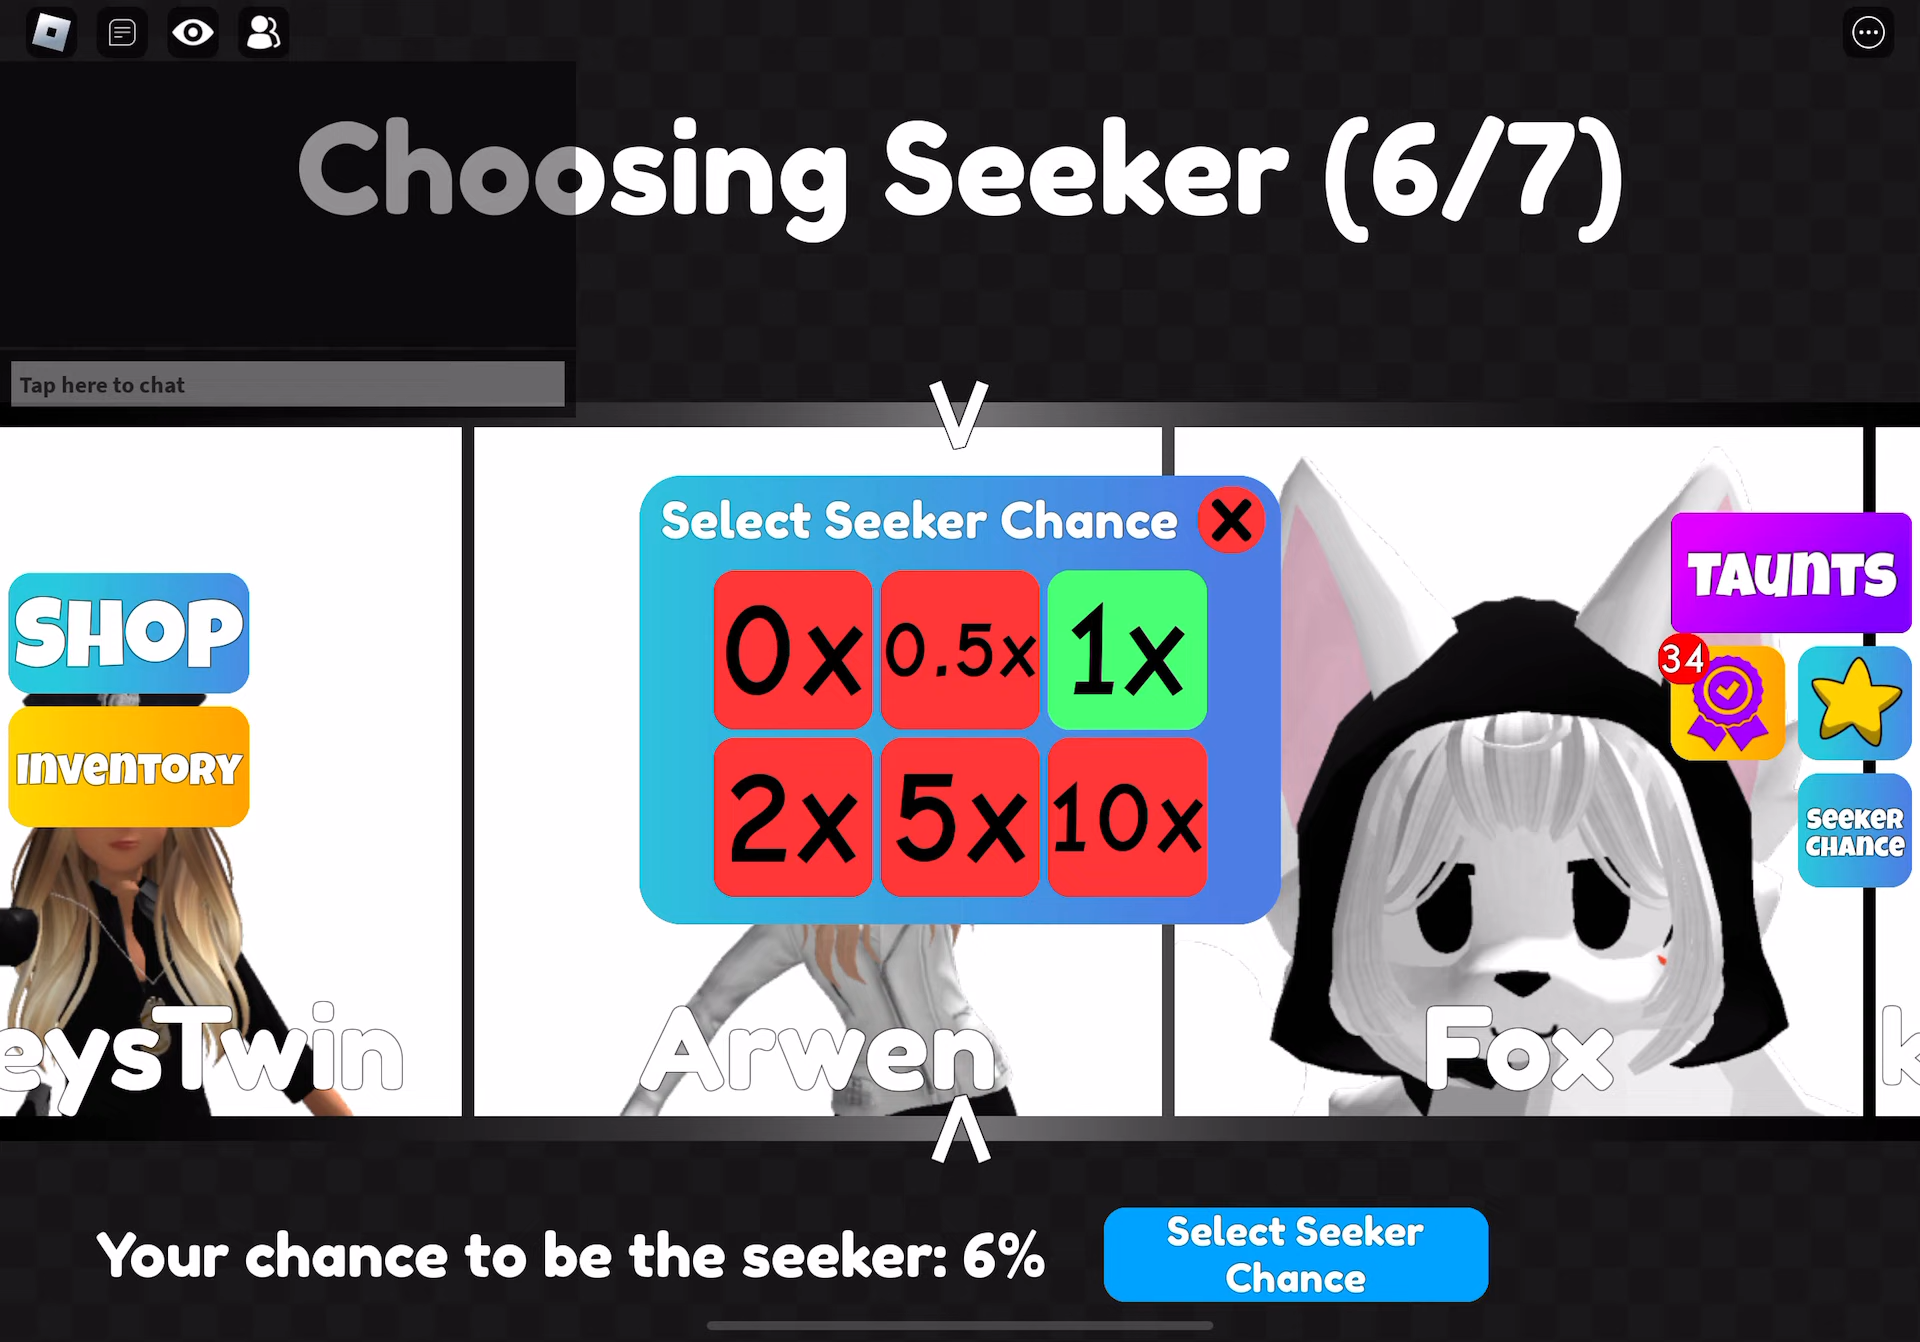 Choosing Seeker (6/7)
Tap here to chat
V
Select Seeker Chance X
0x 0.5x 1x
2x 5x 10x
SHOP
INVENTORY
TAUNTS
34
SEEKER
CHANCE
eysTwin
Arwen
Fox
k
Your chance to be the seeker: 6%
Select Seeker
Chance